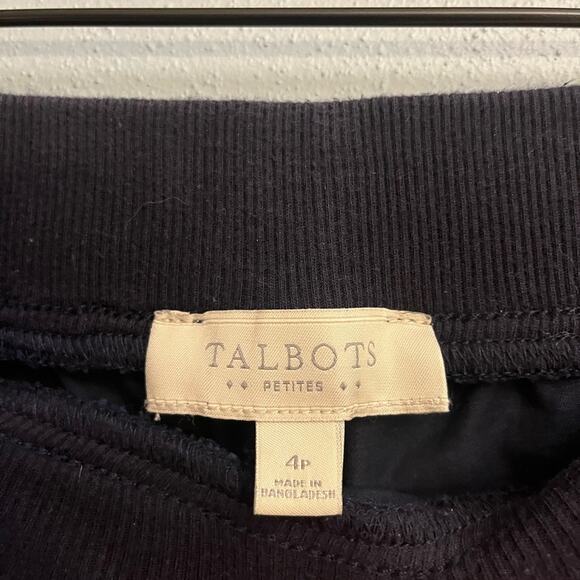 TALBOTS
PETITES
4P
MADE IN
BANGLADESH